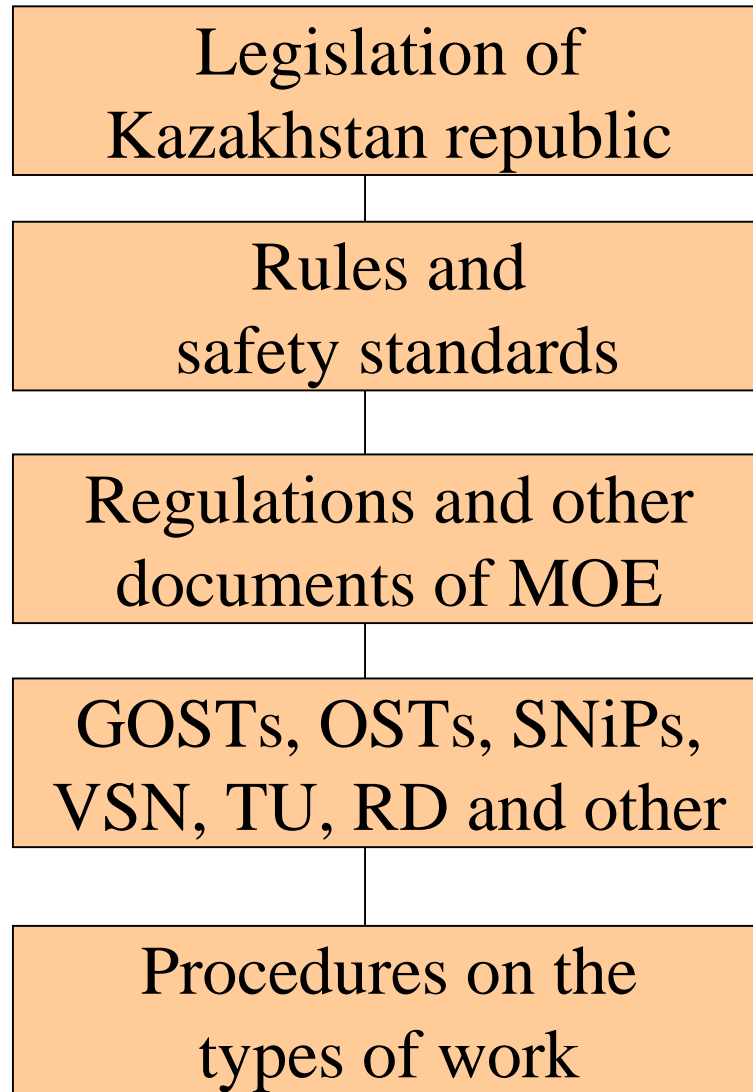 Legislation of
Kazakhstan republic
Rules and
safety standards
Regulations and other
documents of MOE
GOSTs, OSTs, SNiPs,
VSN, TU, RD and other
Procedures on the
types of work